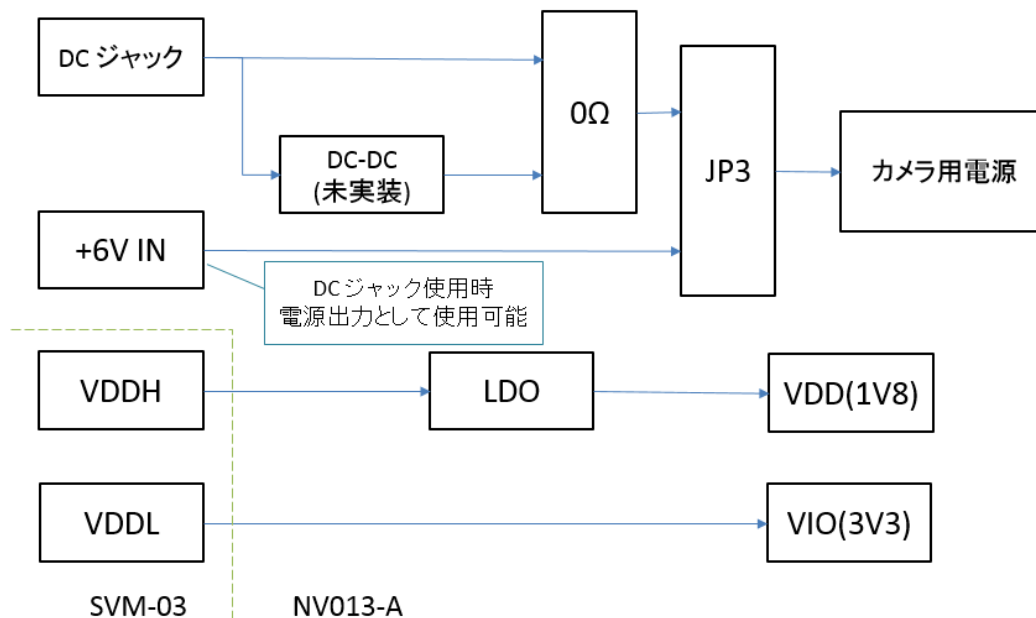 DC ジャック
0Ω
DC-DC
(未実装)
JP3
カメラ用電源
+6V IN
DC ジャック使用時
電源出力として使用可能
VDDH
LDO
VDD(1V8)
VDDL
VIO(3V3)
SVM-03
NV013-A